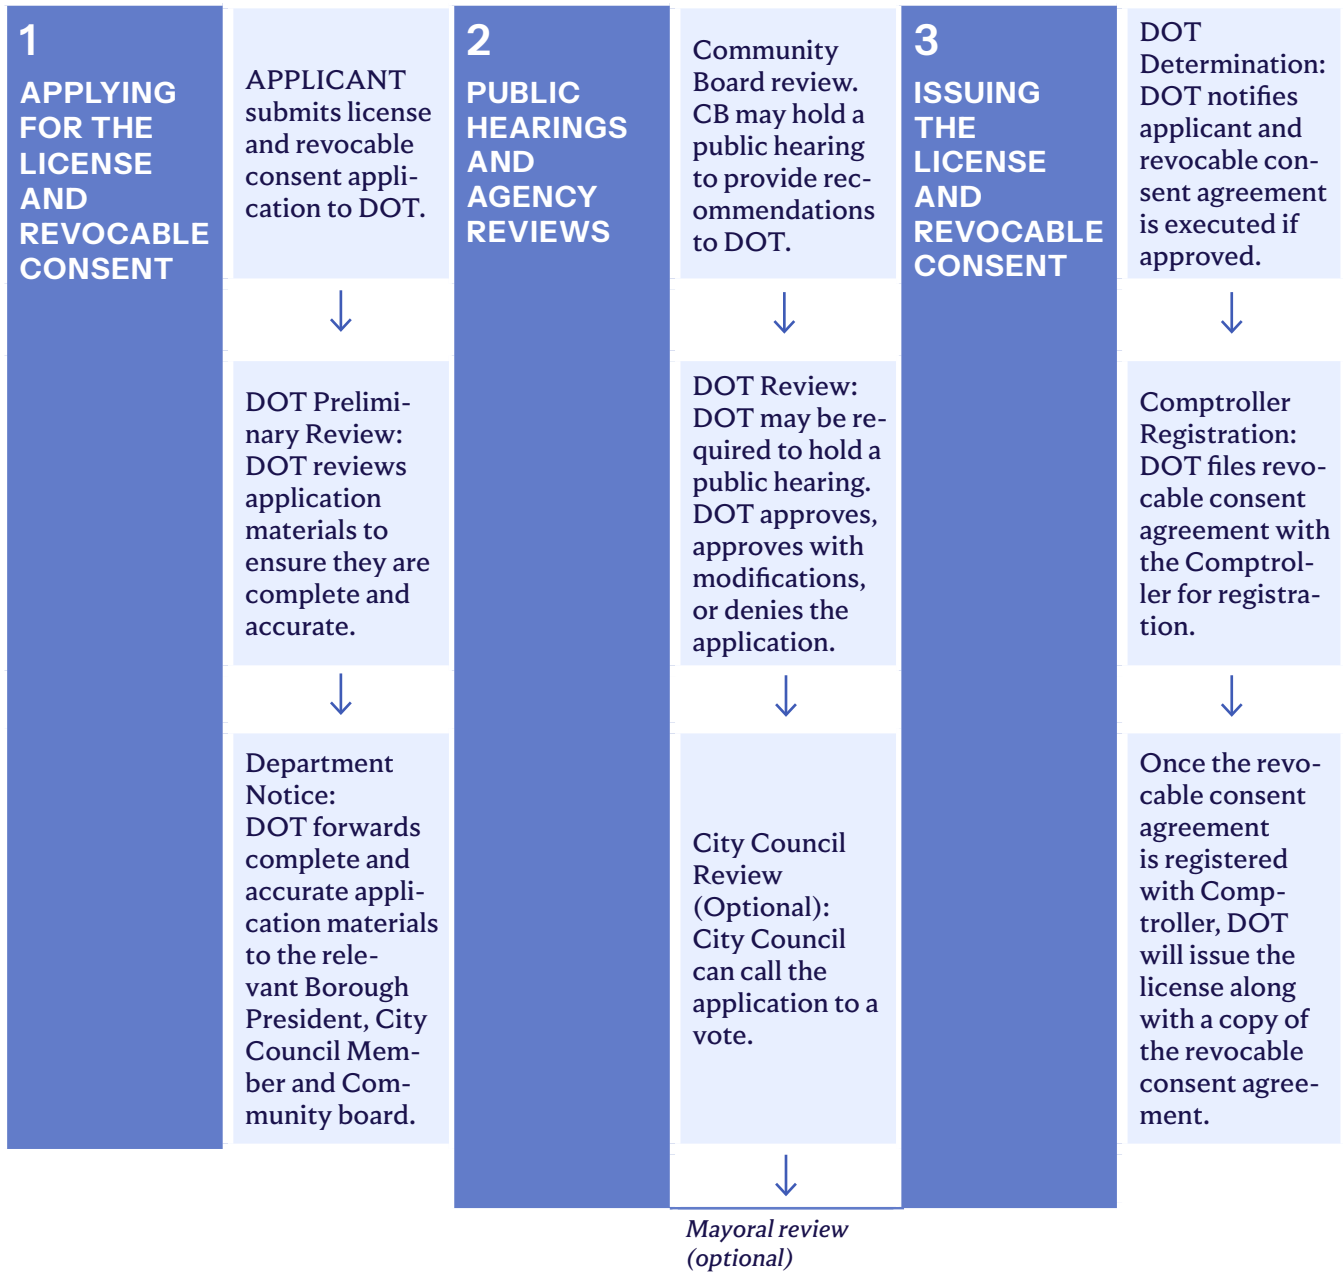 1
APPLYING
FOR THE
LICENSE
AND
REVOCABLE
CONSENT
APPLICANT
submits license
and revocable
consent appli-
cation to DOT.
DOT Prelimi-
nary Review:
DOT reviews
application
materials to
ensure they are
complete and
accurate.
Department
Notice:
DOT forwards
complete and
accurate appli-
cation materials
to the rele-
vant Borough
President, City
Council Mem-
ber and Com-
munity board.
2
PUBLIC
HEARINGS
AND
AGENCY
REVIEWS
Community
Board review.
CB may hold a
public hearing
to provide rec-
ommendations
to DOT.
DOT Review:
DOT may be re-
quired to hold a
public hearing.
DOT approves,
approves with
modifications,
or denies the
application.
City Council
Review
(Optional):
City Council
can call the
application to a
vote.
Mayoral review
(optional)
3
ISSUING
THE
LICENSE
AND
REVOCABLE
CONSENT
DOT
Determination:
DOT notifies
applicant and
revocable con-
sent agreement
is executed if
approved.
Comptroller
Registration:
DOT files revo-
cable consent
agreement with
the Comptrol-
ler for registra-
tion.
Once the revo-
cable consent
agreement
is registered
with Comp-
troller, DOT
will issue the
license along
with a copy of
the revocable
consent agree-
ment.